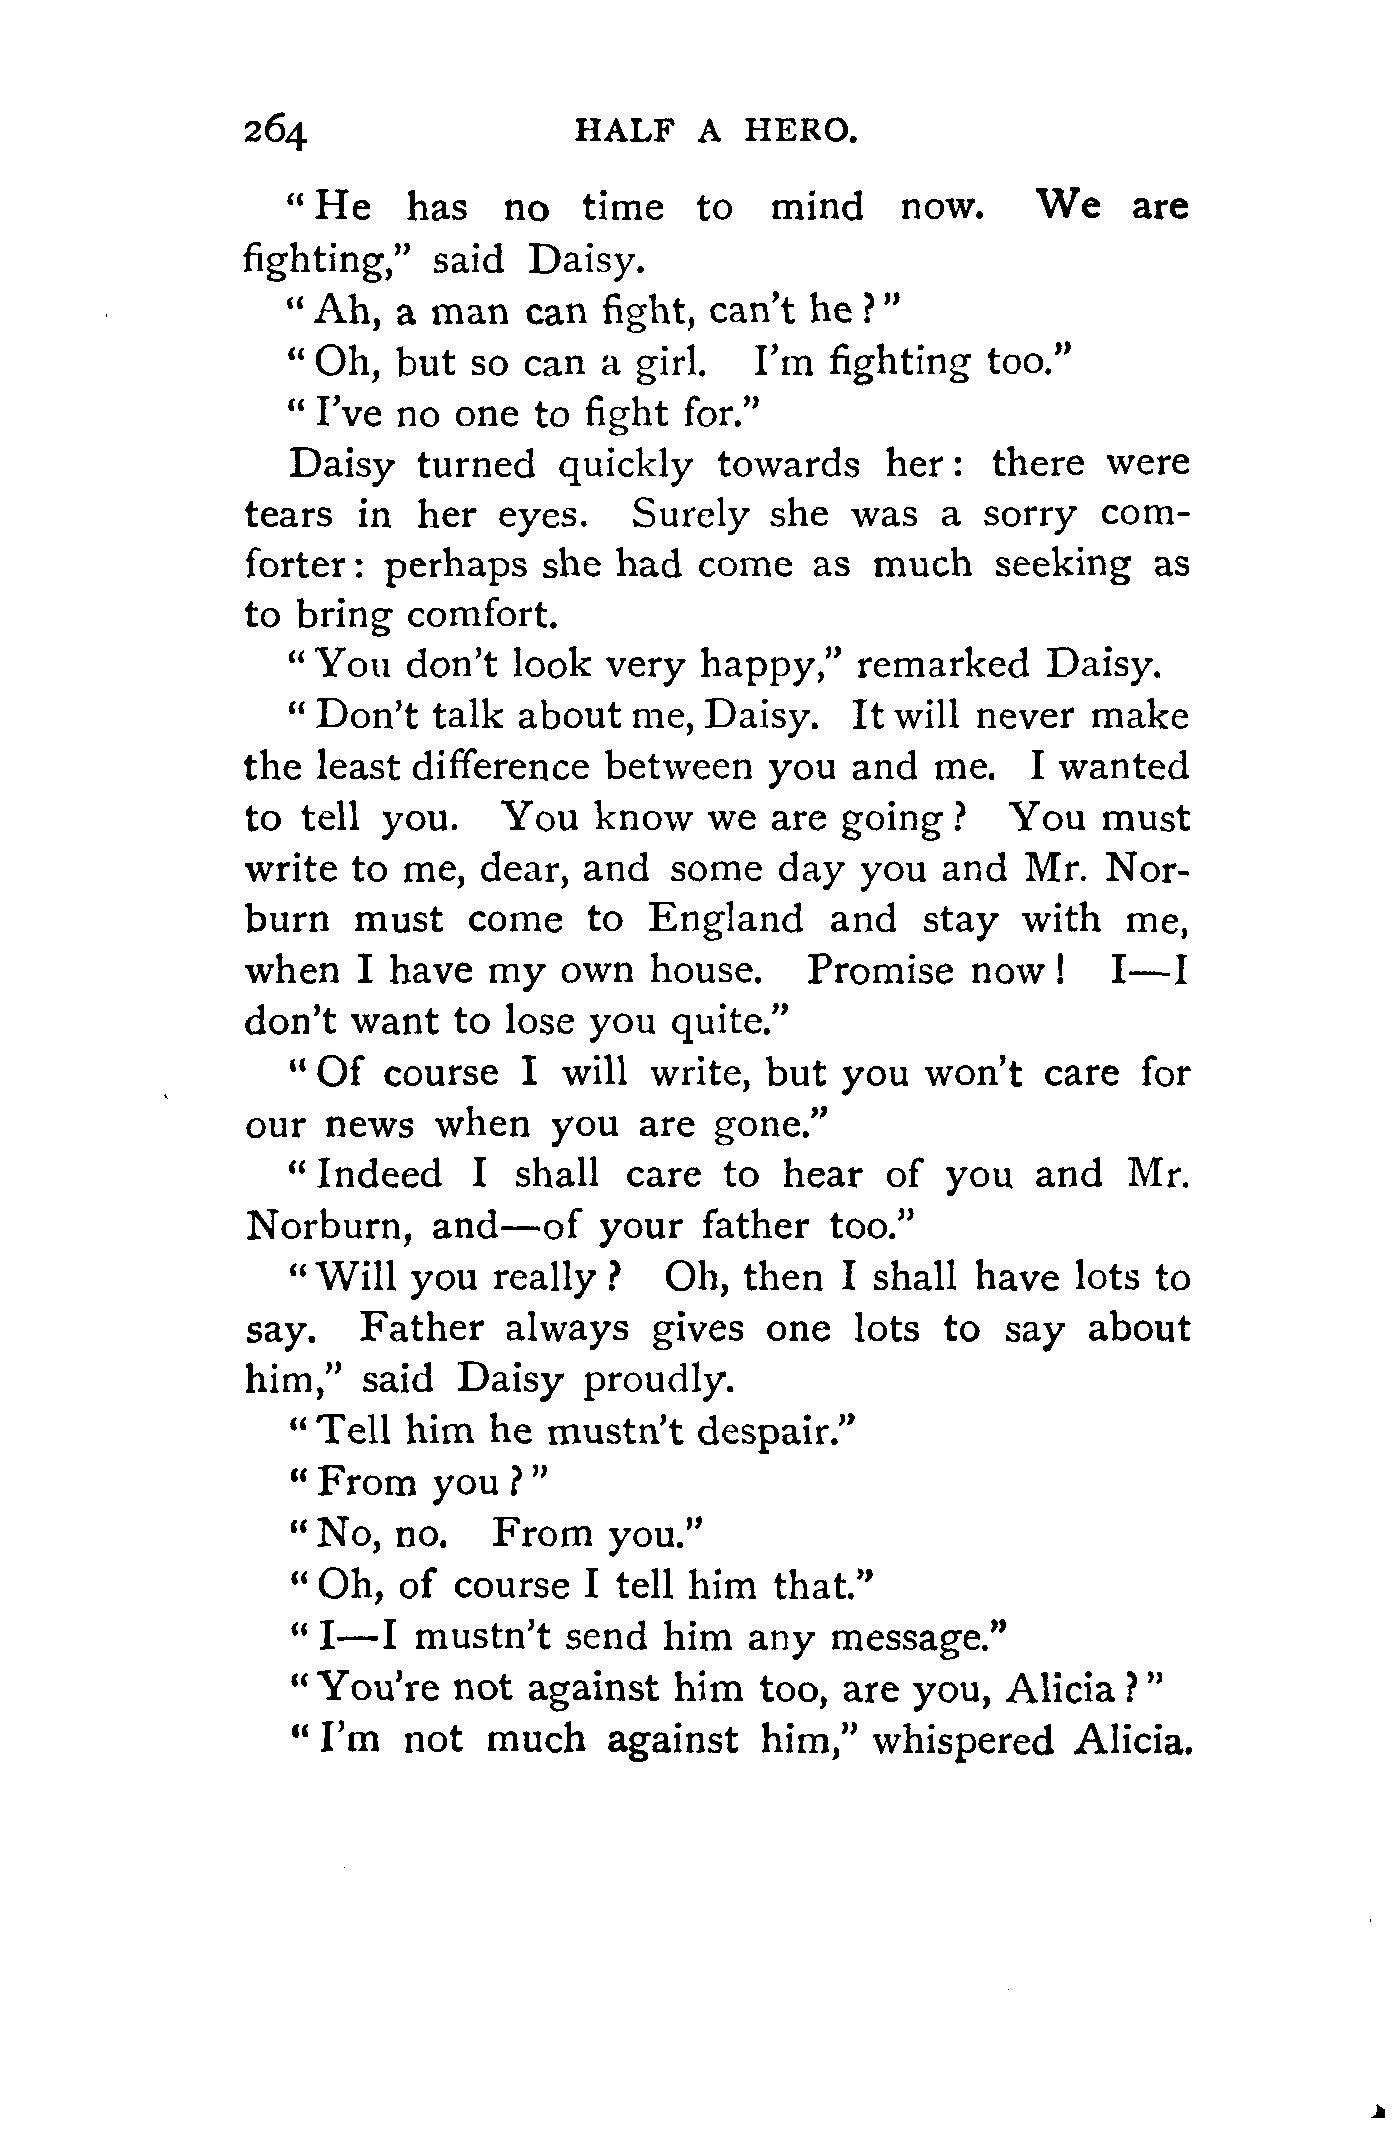 264 HALF A HERO.
"He has no time to mind now. We are
fighting," said Daisy.
"Ah, a man can fight, can't he?"
"Oh, but so can a girl. I'm fighting too."
"I've no one to fight for."
Daisy turned quickly towards her: there were
tears in her eyes. Surely she was a sorry com-
forter: perhaps she had come as much seeking as
to bring comfort.
"You don't look very happy," remarked Daisy.
"Don't talk about me, Daisy. It will never make
the least difference between you and me. I wanted
to tell you. You know we are going? You must
write to me, dear, and some day you and Mr. Nor-
burn must come to England and stay with me,
when I have my own house. Promise now! I—I
don't want to lose you quite."
"Of course I will write, but you won't care for
our news when you are gone."
"Indeed I shall care to hear of you and Mr.
Norburn, and—of your father too."
"Will you really? Oh, then I shall have lots to
say. Father always gives one lots to say about
him," said Daisy proudly.
"Tell him he mustn't despair."
"From you?"
"No, no. From you."
"Oh, of course I tell him that."
"I—I mustn't send him any message."
"You're not against him too, are you, Alicia?"
"I'm not much against him," whispered Alicia.